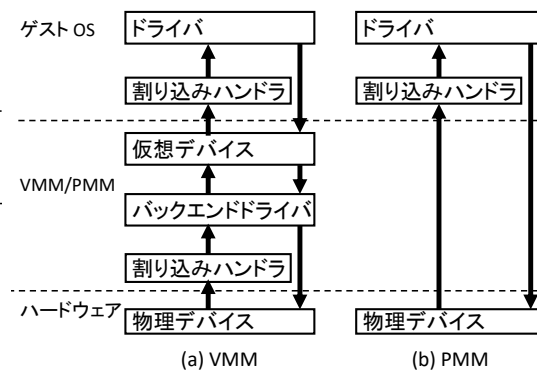 ゲスト OS
ドライバ
ドライバ
割り込みハンドラ
割り込みハンドラ
仮想デバイス
VMM/PMM
バックエンドドライバ
割り込みハンドラ
ハードウェア
物理デバイス
物理デバイス
(a) VMM
(b) PMM